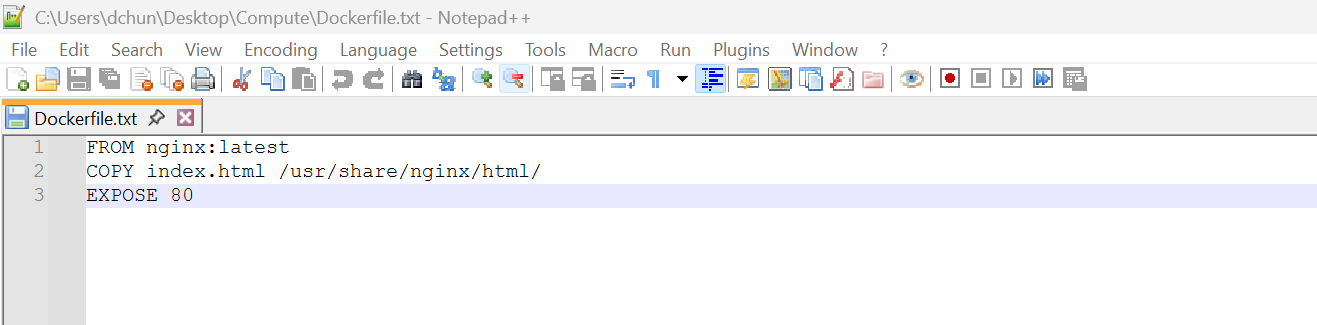 C:\Users\dchun\Desktop\Compute\Dockerfile.txt - Notepad++
File Edit Search View Encoding Language Settings Tools Macro Run Plugins Window ?
Dockerfile.txt
1 FROM nginx:latest
2 COPY index.html /usr/share/nginx/html/
3 EXPOSE 80